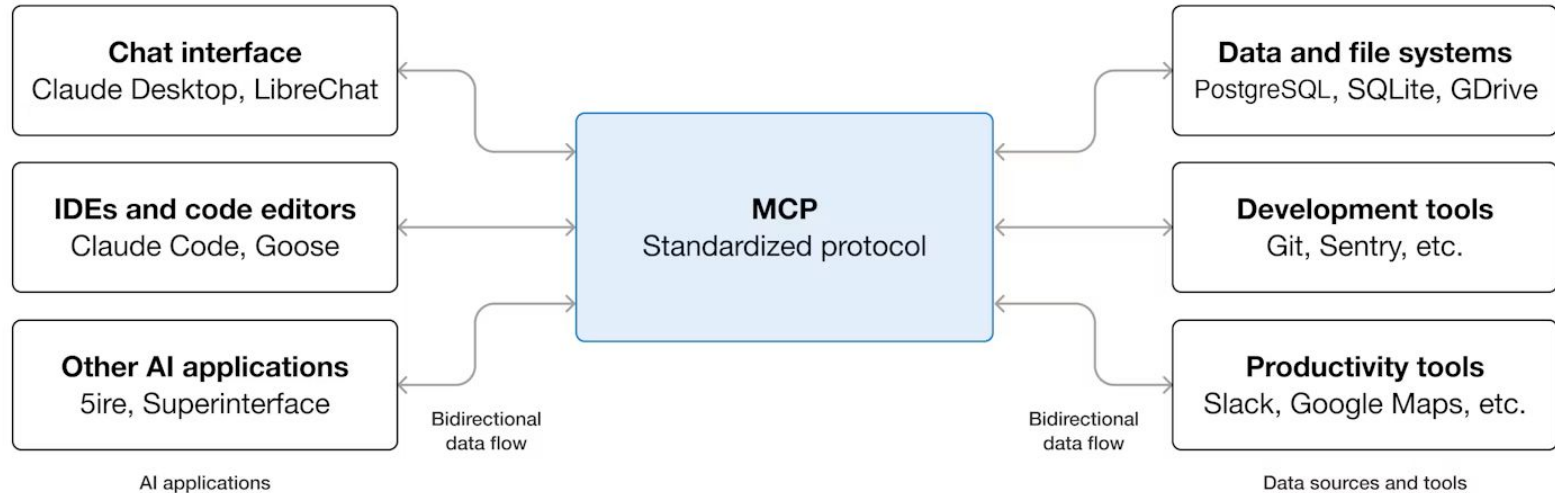 Chat interface
Claude Desktop, LibreChat
IDEs and code editors
Claude Code, Goose
Other AI applications
5ire, Superinterface
Bidirectional
data flow
AI applications
MCP
Standardized protocol
Data and file systems
PostgreSQL, SQLite, GDrive
Development tools
Git, Sentry, etc.
Productivity tools
Slack, Google Maps, etc.
Bidirectional
data flow
Data sources and tools